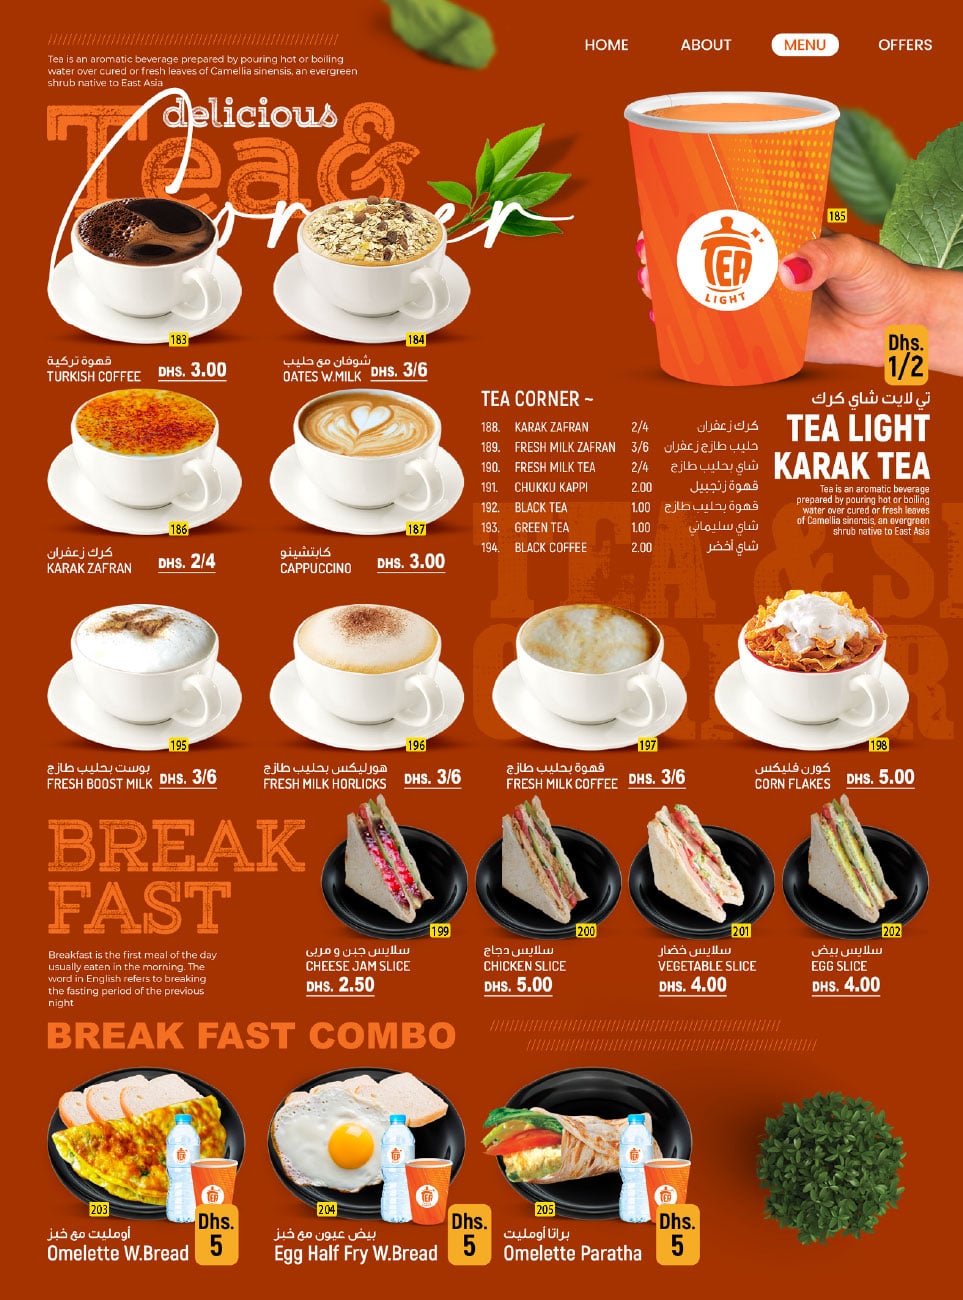 HOME ABOUT MENU OFFERS
Tea is an aromatic beverage prepared by pouring hot or boiling
water over cured or fresh leaves of Camellia sinensis, an evergreen
shrub native to East Asia
delicious
Tea &
Corner
185
TEA
LIGHT
183
قهوة تركية
TURKISH COFFEE DHS. 3.00
184
شوفان مع حليب
OATES W.MILK DHS. 3/6
Dhs.
1/2
تي لايت شاي كرك
TEA LIGHT
KARAK TEA
Tea is an aromatic beverage
prepared by pouring hot or boiling
water over cured or fresh leaves
of Camellia sinensis, an evergreen
shrub native to East Asia
186
كرك زعفران
KARAK ZAFRAN DHS. 2/4
187
كابتشينو
CAPPUCCINO DHS. 3.00
TEA CORNER ~
188. KARAK ZAFRAN 2/4 كرك زعفران
189. FRESH MILK ZAFRAN 3/6 حليب طازج زعفران
190. FRESH MILK TEA 2/4 شاي بحليب طازج
191. CHUKKU KAPPI 2.00 قهوة زنجبيل
192. BLACK TEA 1.00 قهوة بحليب طازج
193. GREEN TEA 1.00 شاي سليماني
194. BLACK COFFEE 2.00 شاي أخضر
TEA & S
195
بوست بحليب طازج
FRESH BOOST MILK DHS. 3/6
196
هورليكس بحليب طازج
FRESH MILK HORLICKS DHS. 3/6
197
قهوة بحليب طازج
FRESH MILK COFFEE DHS. 3/6
198
كورن فليكس
CORN FLAKES DHS. 5.00
BREAK
FAST
Breakfast is the first meal of the day
usually eaten in the morning. The
word in English refers to breaking
the fasting period of the previous
night
199
سلايس جبن و مربى
CHEESE JAM SLICE
DHS. 2.50
200
سلايس دجاج
CHICKEN SLICE
DHS. 5.00
201
سلايس خضار
VEGETABLE SLICE
DHS. 4.00
202
سلايس بيض
EGG SLICE
DHS. 4.00
BREAK FAST COMBO
TEA
TEA
203
أومليت مع خبز
Omelette W.Bread
Dhs.
5
TEA
TEA
204
بيض عيون مع خبز
Egg Half Fry W.Bread
Dhs.
5
TEA
TEA
205
براتا أومليت
Omelette Paratha
Dhs.
5